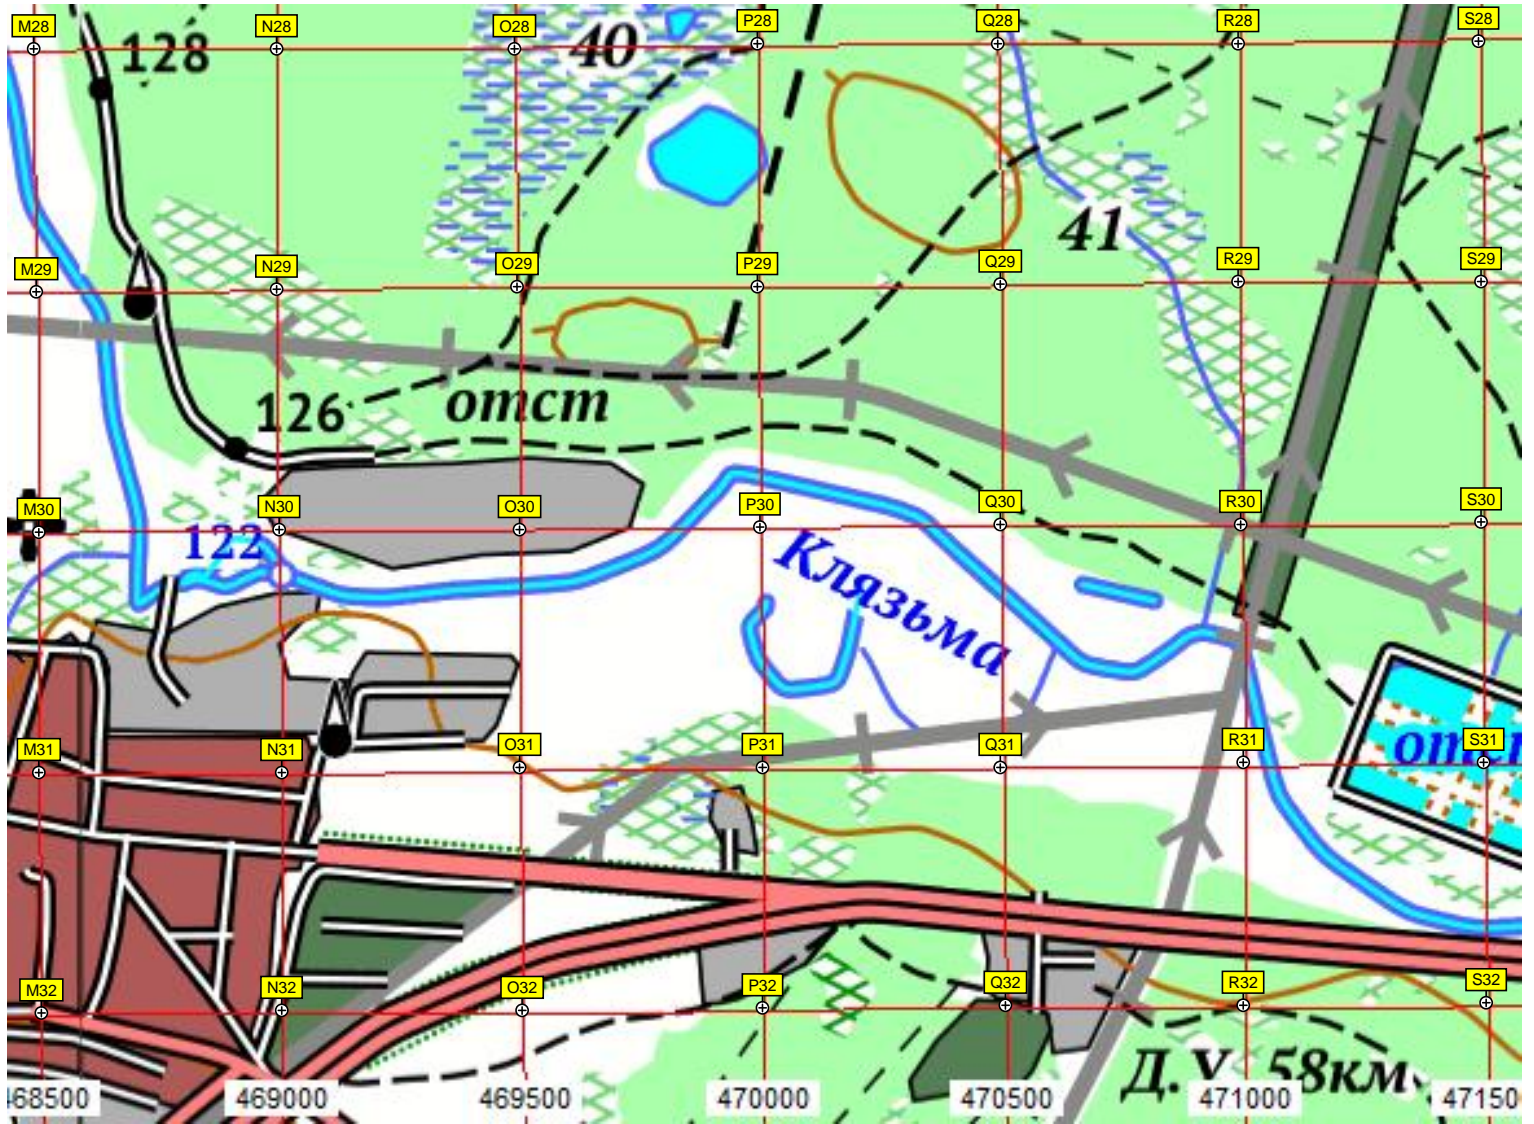 M28 N28 O28 P28 Q28 R28 S28
128
40
41
M29 N29 O29 P29 Q29 R29 S29
126
отст
M30 N30 O30 P30 Q30 R30 S30
122
Клязьма
M31 N31 O31 P31 Q31 R31 S31
M32 N32 O32 P32 Q32 R32 S32
58км
469000 469500 470000 470500 471000